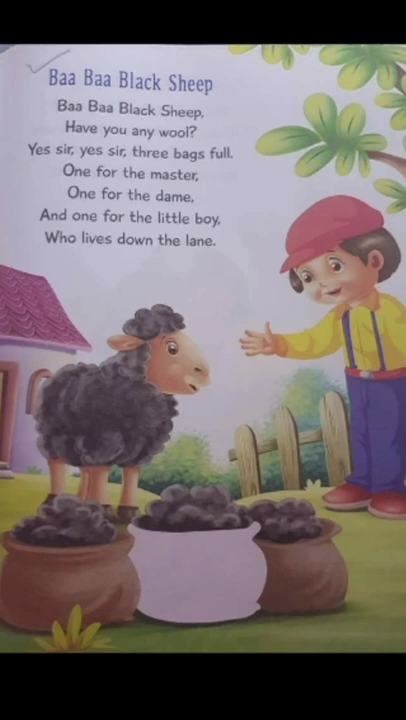 Baa Baa Black Sheep
Baa Baa Black Sheep,
Have you any wool?
Yes sir, yes sir, three bags full.
One for the master,
One for the dame,
And one for the little boy,
Who lives down the lane.